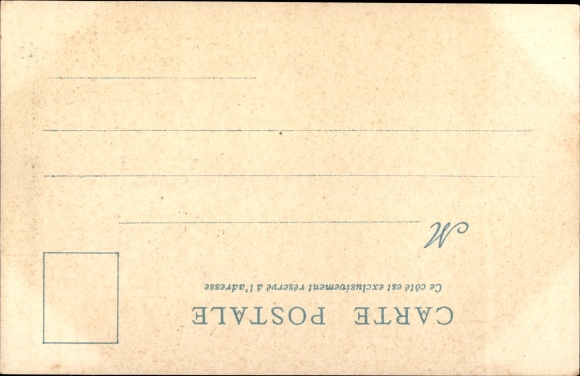 CARTE POSTALE
Ce côté est exclusivement réservé à l'adresse
M